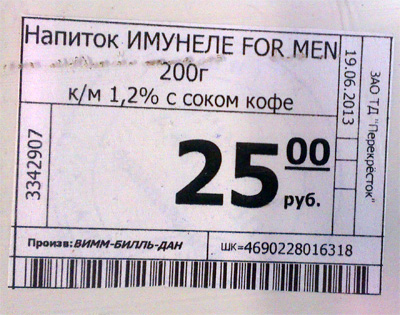 Напиток ИМУНЕЛЕ FOR MEN
200г
к/м 1,2% с соком кофе
19.06.2013
ЗАО ТД "Перекрёсток"
3342907
25 00
руб.
Произв:ВИММ-БИЛЛЬ-ДАН
ШК=4690228016318